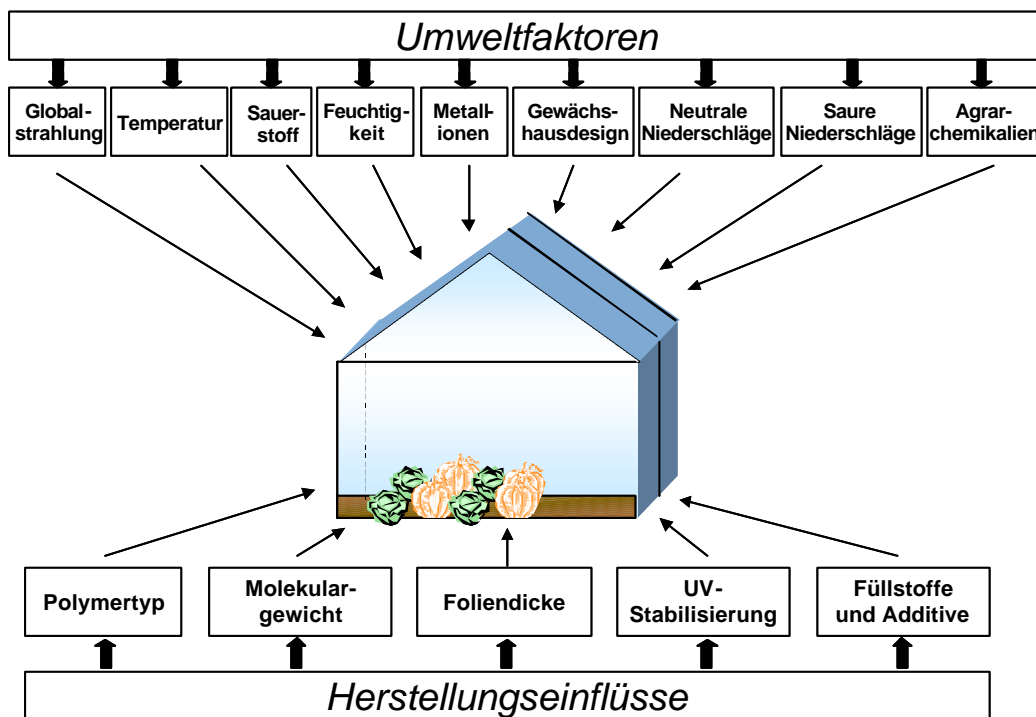 Umweltfaktoren
Global-
strahlung
Temperatur
Sauer-
stoff
Feuchtig-
keit
Metall-
ionen
Gewächs-
hausdesign
Neutrale
Niederschläge
Saure
Niederschläge
Agrar-
chemikalien
Polymertyp
Molekular-
gewicht
Foliendicke
UV-
Stabilisierung
Füllstoffe
und Additive
Herstellungseinflüsse